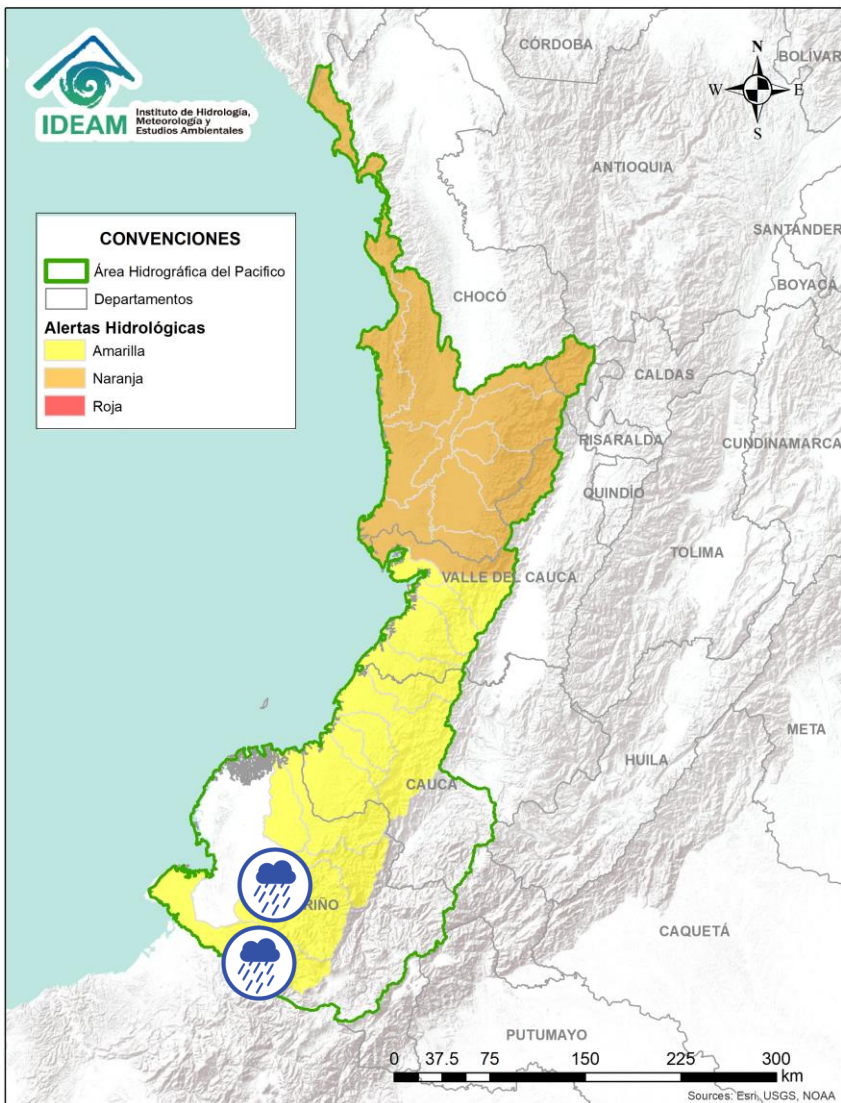 IDEAM
Instituto de Hidrología,
Meteorología y
Estudios Ambientales
CÓRDOBA
BOLÍVAR
N
W E
S
ANTIOQUIA
SANTANDER
CONVENCIONES
Área Hidrográfica del Pacifico
Departamentos
Alertas Hidrológicas
Amarilla
Naranja
Roja
BOYACÁ
CHOCÓ
CALDAS
RISARALDA
CUNDINAMARCA
QUINDÍO
TOLIMA
VALLE DEL CAUCA
META
HUILA
CAUCA
RIÑO
CAQUETÁ
PUTUMAYO
0 37.5 75 150 225 300
km
Sources: Esri, USGS, NOAA